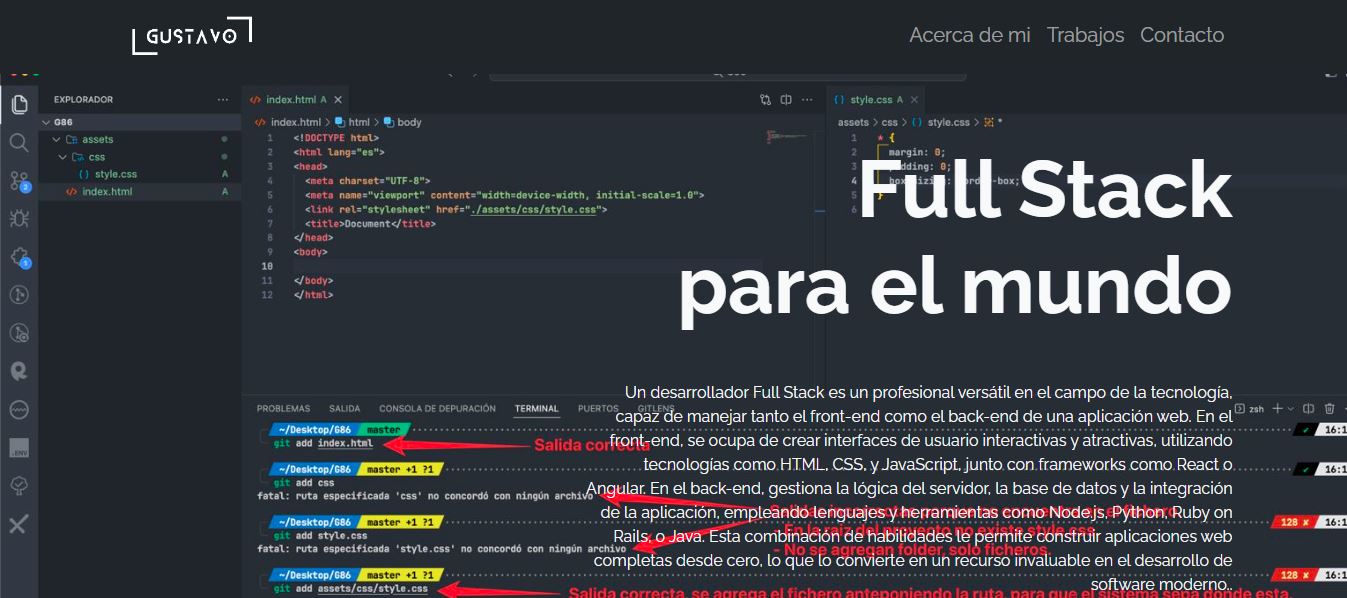 GUSTAVO
Acerca de mi Trabajos Contacto
EXPLORADOR
G86
assets
css
style.css A
index.html A
index.html A
index.html > html > body
1 <!DOCTYPE html>
2 <html lang="es">
3 <head>
4 <meta charset="UTF-8">
5 <meta name="viewport" content="width=device-width, initial-scale=1.0">
6 <link rel="stylesheet" href="./assets/css/style.css">
7 <title>Document</title>
8 </head>
9 <body>
10
11 </body>
12 </html>
style.css A
assets > css > style.css > *
1 * {
2 margin: 0;
3 padding: 0;
4
5 }
6
Full Stack
para el mundo
Un desarrollador Full Stack es un profesional versátil en el campo de la tecnología,
capaz de manejar tanto el front-end como el back-end de una aplicación web. En el
front-end, se ocupa de crear interfaces de usuario interactivas y atractivas, utilizando
tecnologías como HTML, CSS, y JavaScript, junto con frameworks como React o
Angular. En el back-end, gestiona la lógica del servidor, la base de datos y la integración
de la aplicación, empleando lenguajes y herramientas como Node.js, Python, Ruby on
Rails, o Java. Esta combinación de habilidades le permite construir aplicaciones web
completas desde cero, lo que lo convierte en un recurso invaluable en el desarrollo de
software moderno..
PROBLEMAS SALIDA CONSOLA DE DEPURACIÓN TERMINAL PUERTOS GITLENS
zsh
~/Desktop/G86 master 16:1
git add index.html
Salida correcta
~/Desktop/G86 master +1 ?1 16:1
git add css
fatal: ruta especificada 'css' no concordó con ningún archivo
~/Desktop/G86 master +1 ?1 128 ✘ 16:1
git add style.css
fatal: ruta especificada 'style.css' no concordó con ningún archivo
- En la raíz del proyecto no existe style.css
- No se agregan folder, solo ficheros.
~/Desktop/G86 master +1 ?1 128 ✘ 16:1
git add assets/css/style.css
Salida correcta, se agrega el fichero anteponiendo la ruta, para que el sistema sepa donde esta.